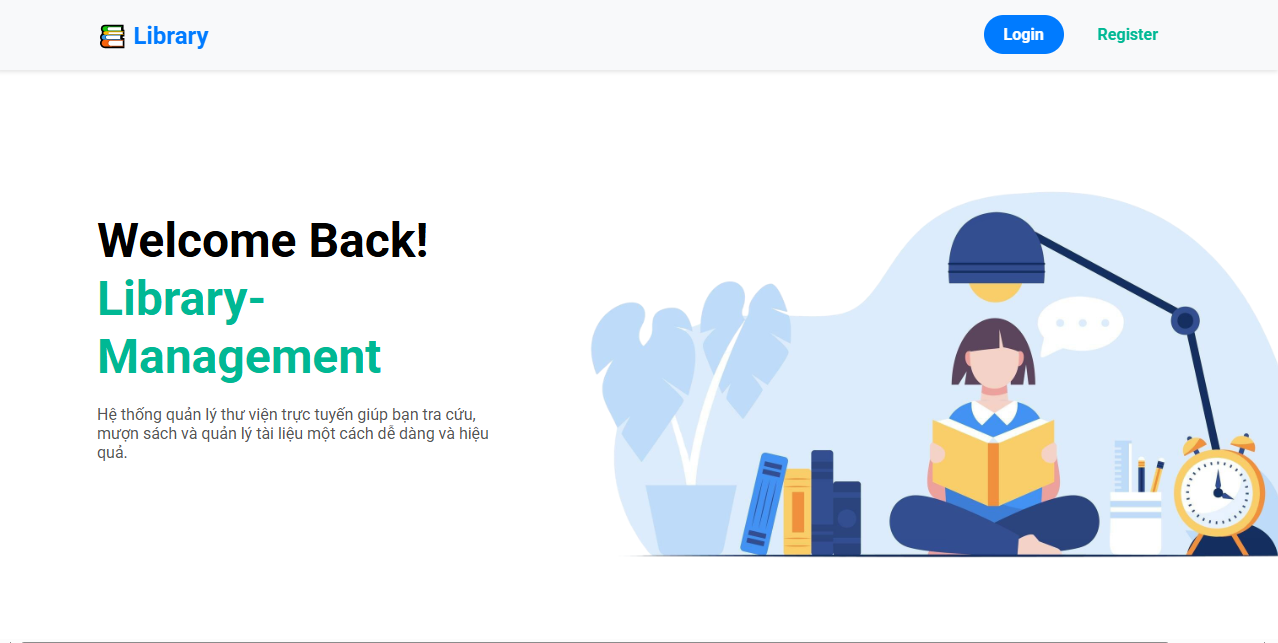 Library
Login
Register
Welcome Back!
Library-
Management
Hệ thống quản lý thư viện trực tuyến giúp bạn tra cứu,
mượn sách và quản lý tài liệu một cách dễ dàng và hiệu
quả.